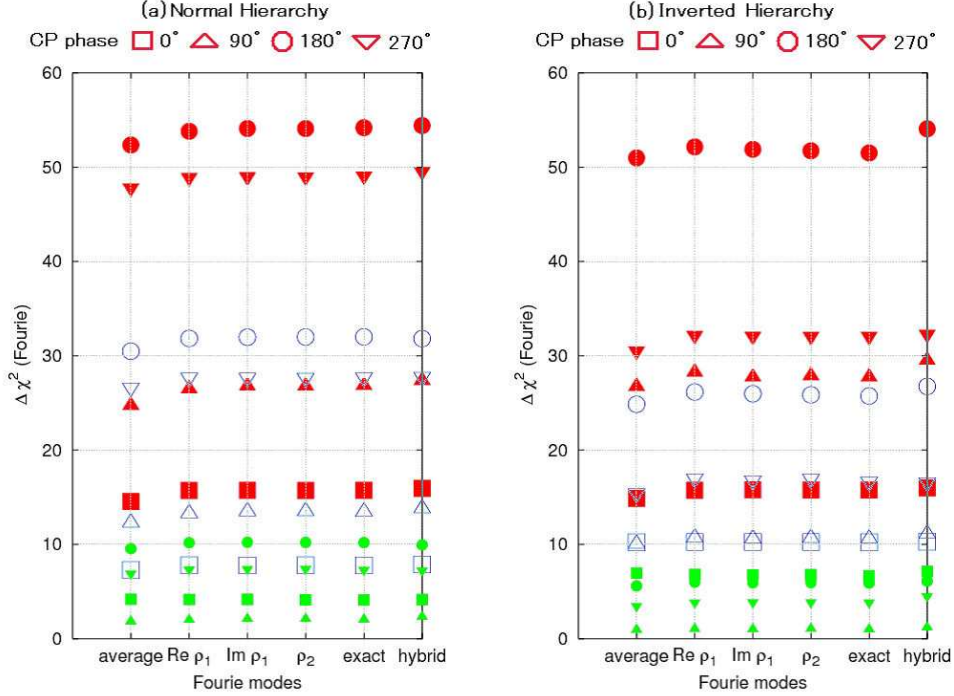 (a) Normal Hierarchy
CP phase 0° 90° 180° 270°
60
50
40
30
20
10
0
Δ χ² (Fourie)
average Re ρ₁ Im ρ₁ ρ₂ exact hybrid
Fourie modes
(b) Inverted Hierarchy
CP phase 0° 90° 180° 270°
60
50
40
30
20
10
0
Δ χ² (Fourie)
average Re ρ₁ Im ρ₁ ρ₂ exact hybrid
Fourie modes